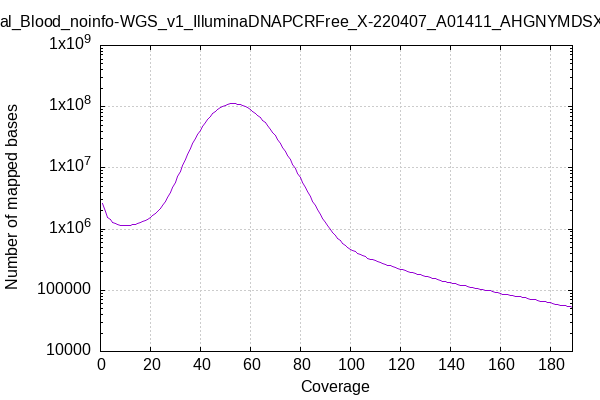 al_Blood_noinfo-WGS_v1_IlluminaDNAPCRFree_X-220407_A01411_AHGNYMDSX
1x10⁹
1x10⁸
1x10⁷
1x10⁶
100000
10000
Number of mapped bases
0 20 40 60 80 100 120 140 160 180
Coverage